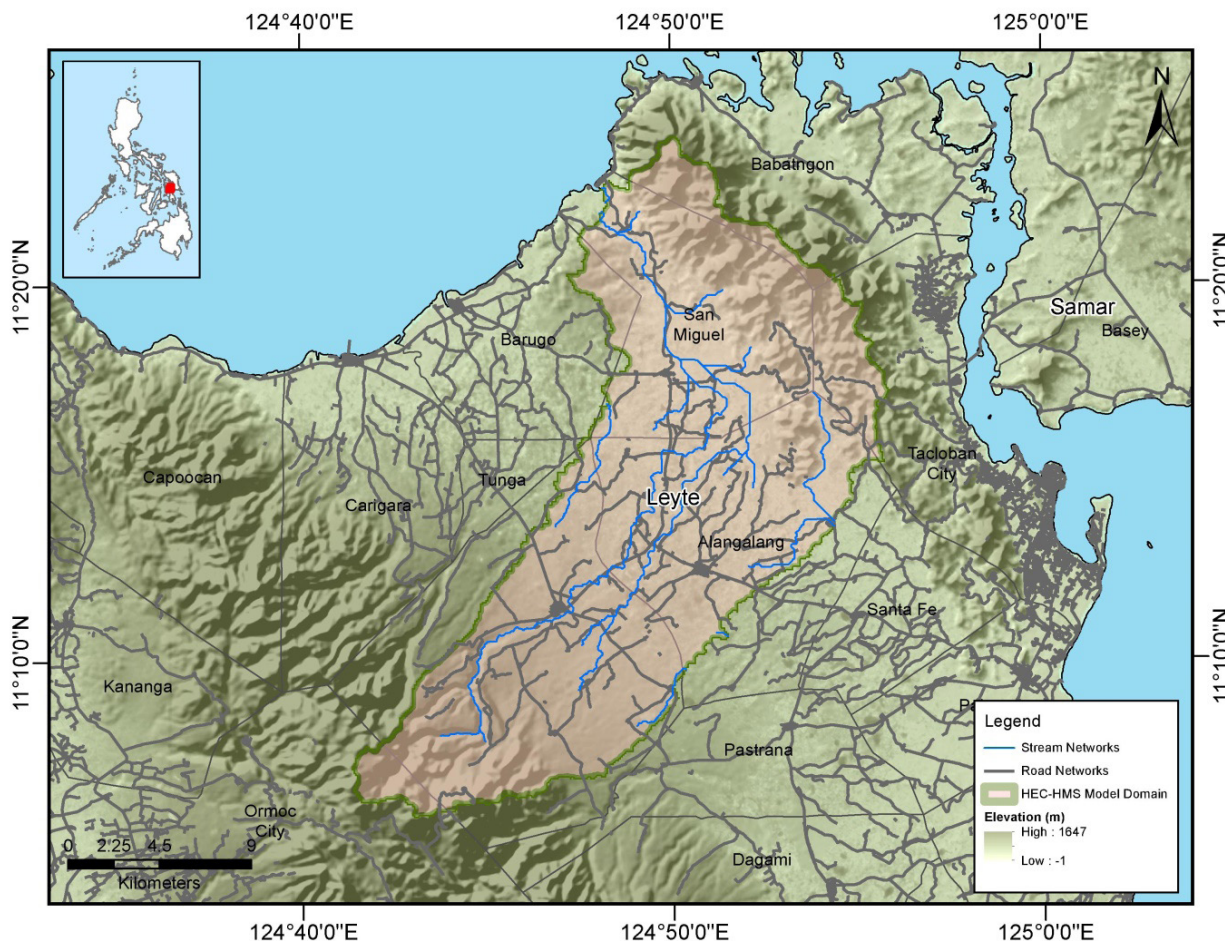 124°40'0"E
124°50'0"E
125°0'0"E
N
Babatngon
11°20'0"N
11°20'0"N
San
Miguel
Samar
Basey
Barugo
Capoocan
Carigara
Tunga
Tacloban
City
Leyte
Alangalang
Santa Fe
11°10'0"N
11°10'0"N
Kananga
Pastrana
Ormoc
City
Dagami
0 2.25 4.5 9
Kilometers
Legend
Stream Networks
Road Networks
HEC-HMS Model Domain
Elevation (m)
High : 1647
Low : -1
124°40'0"E
124°50'0"E
125°0'0"E